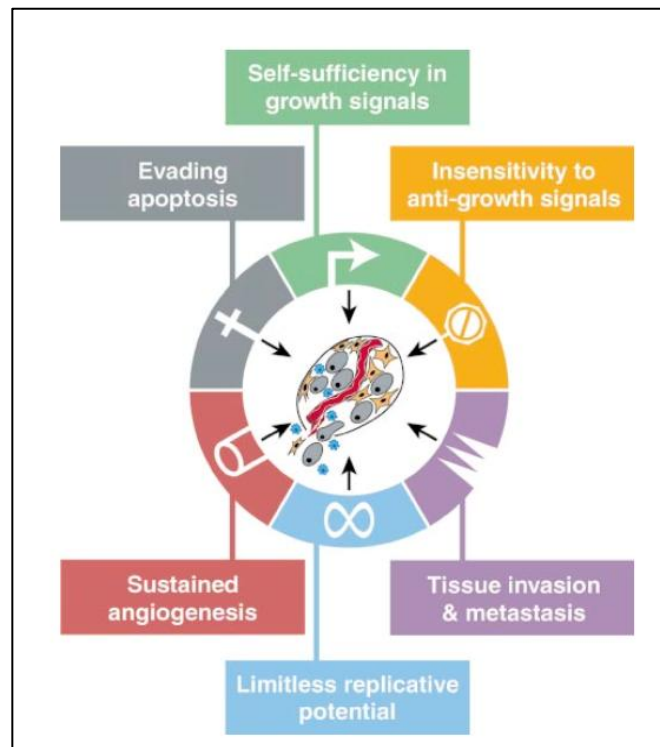 Self-sufficiency in
growth signals
Evading
apoptosis
Insensitivity to
anti-growth signals
Sustained
angiogenesis
Tissue invasion
& metastasis
Limitless replicative
potential